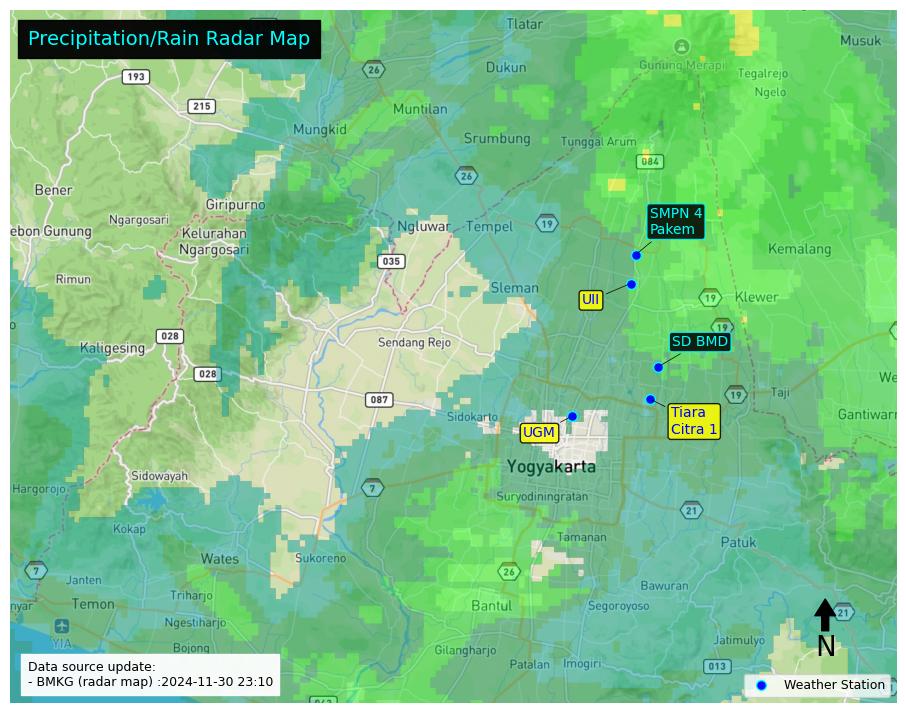 Precipitation/Rain Radar Map
Tlatar
Musuk
26
193
Dukun
Gunung Merapi
Tegalrejo
Ngelo
215
Muntilan
Mungkid
Srumbung
Tunggal Arum
084
26
Bener
Giripurno
SMPN 4
Pakem
Ngargosari
ebon Gunung
Kelurahan
Ngargosari
Ngluwar
Tempel
19
Kemalang
035
Rimun
Sleman
UII
19
Klewer
19
028
Kaligesing
Sendang Rejo
SD BMD
028
We
087
19
Taji
Sidokarto
Tiara
Citra 1
Gantiwarn
UGM
Yogyakarta
Sidowayah
Hargorojo
7
Suryodiningratan
21
Kokap
Tamanan
Patuk
Wates
Sukoreno
7
Janten
26
Bawuran
nyar
Temon
Triharjo
Bantul
Segoroyoso
21
Ngestiharjo
YIA
N
Jatimulyo
Bojong
Gilangharjo
Patalan
Imogiri
013
Data source update:
- BMKG (radar map) :2024-11-30 23:10
Weather Station